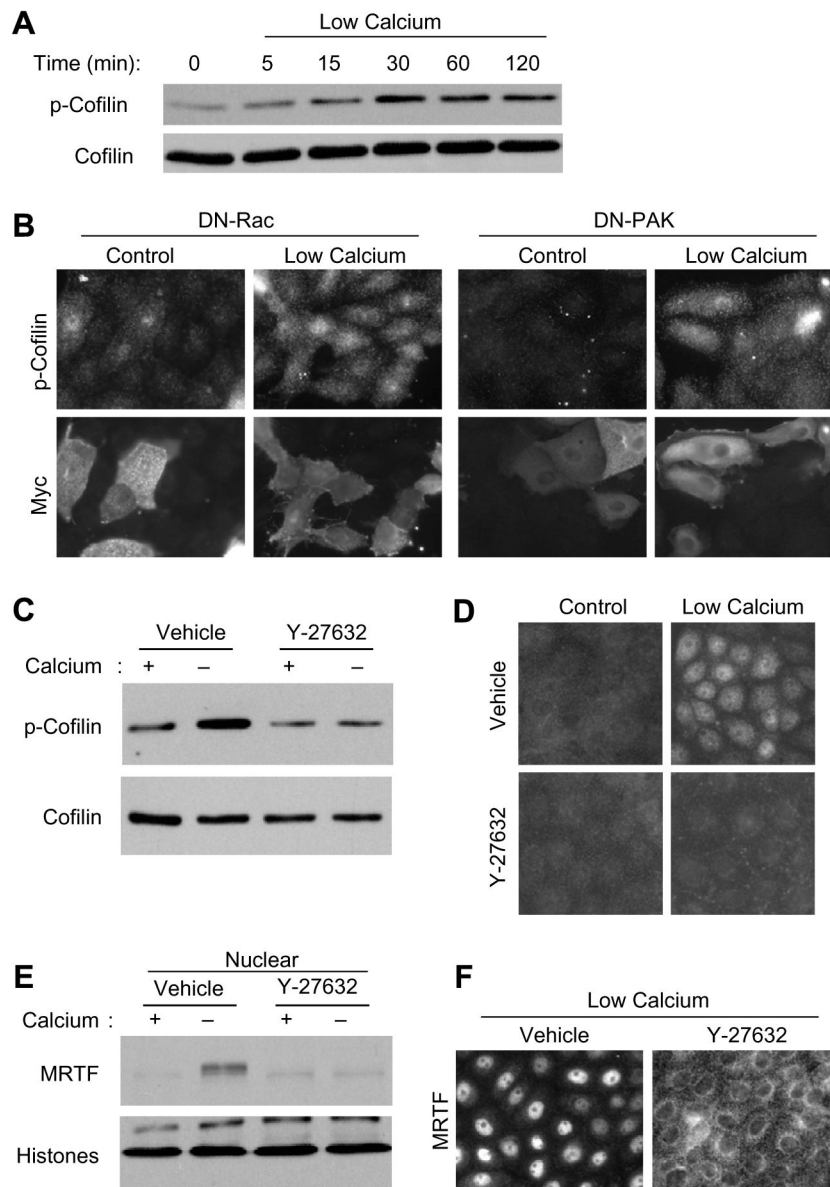 A
Low Calcium
Time (min): 0 5 15 30 60 120
p-Cofilin
Cofilin
B
DN-Rac DN-PAK
Control Low Calcium Control Low Calcium
p-Cofilin
Myc
C
Vehicle Y-27632
Calcium : + – + –
p-Cofilin
Cofilin
D
Control Low Calcium
Vehicle
Y-27632
E
Nuclear
Vehicle Y-27632
Calcium : + – + –
MRTF
Histones
F
Low Calcium
Vehicle Y-27632
MRTF